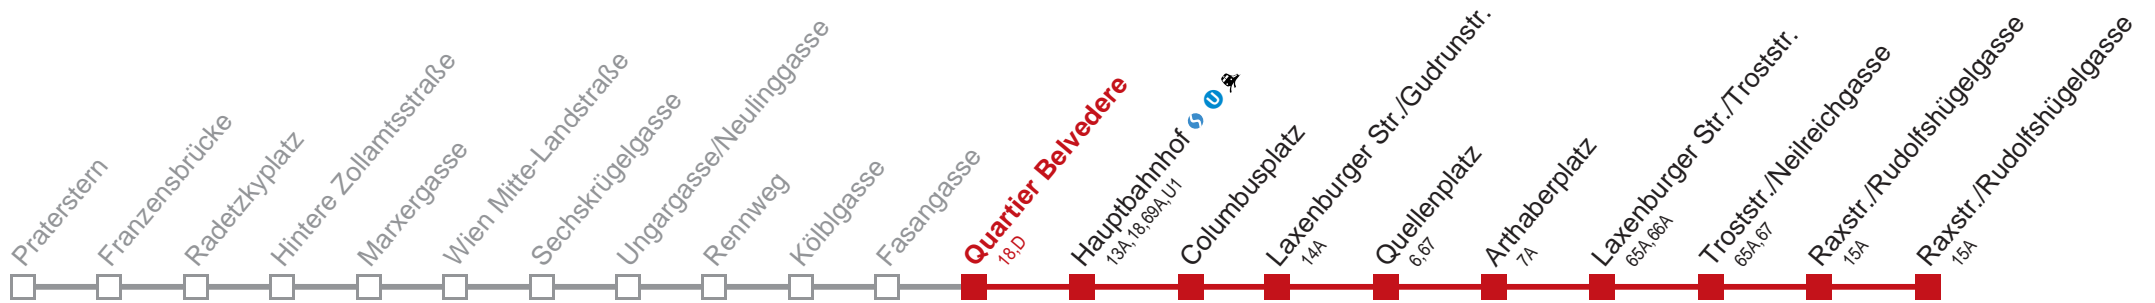 Praterstern
Franzensbrücke
Radetzkyplatz
Hintere Zollamtsstraße
Marxergasse
Wien Mitte-Landstraße
Sechskrügelgasse
Ungargasse/Neulinggasse
Rennweg
Kölblgasse
Fasangasse
Quartier Belvedere
18,D
Hauptbahnhof U
13A,18,69A,U1
Columbusplatz
Laxenburger Str./Gudrunstr.
14A
Quellenplatz
6,67
Arthaberplatz
7A
Laxenburger Str./Troststr.
65A,66A
Troststr./Neilreichgasse
65A,67
Raxstr./Rudolfshügelgasse
15A
Raxstr./Rudolfshügelgasse
15A